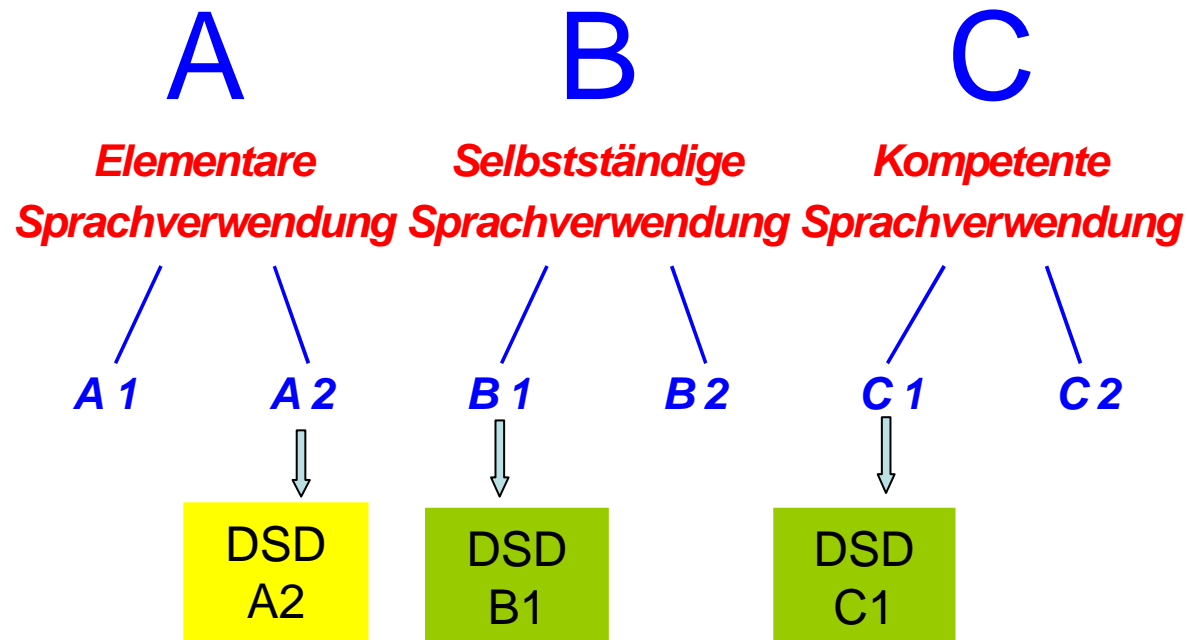 A B C
Elementare Selbstständige Kompetente
Sprachverwendung Sprachverwendung Sprachverwendung
A 1 A 2 B 1 B 2 C 1 C 2
DSD DSD DSD
A2 B1 C1